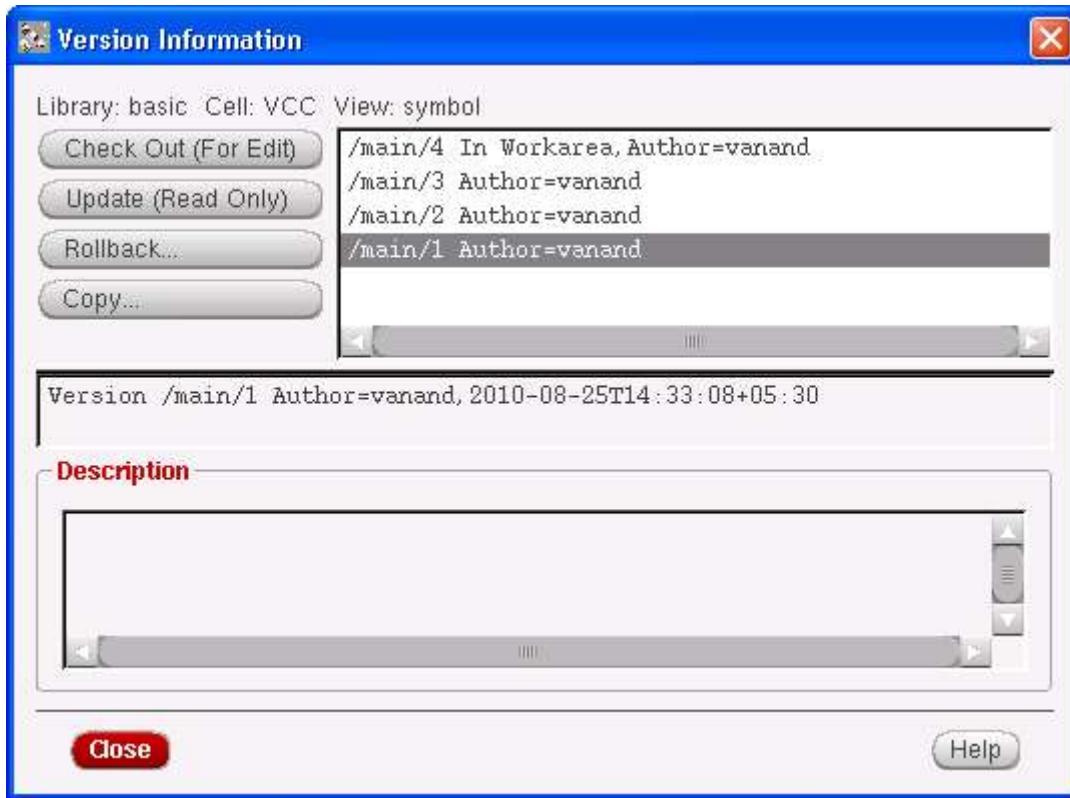 Version Information
Library: basic Cell: VCC View: symbol
Check Out (For Edit)
Update (Read Only)
Rollback...
Copy...
/main/4 In Workarea, Author=vanand
/main/3 Author=vanand
/main/2 Author=vanand
/main/1 Author=vanand
Version /main/1 Author=vanand, 2010-08-25T14:33:08+05:30
Description
Close
Help